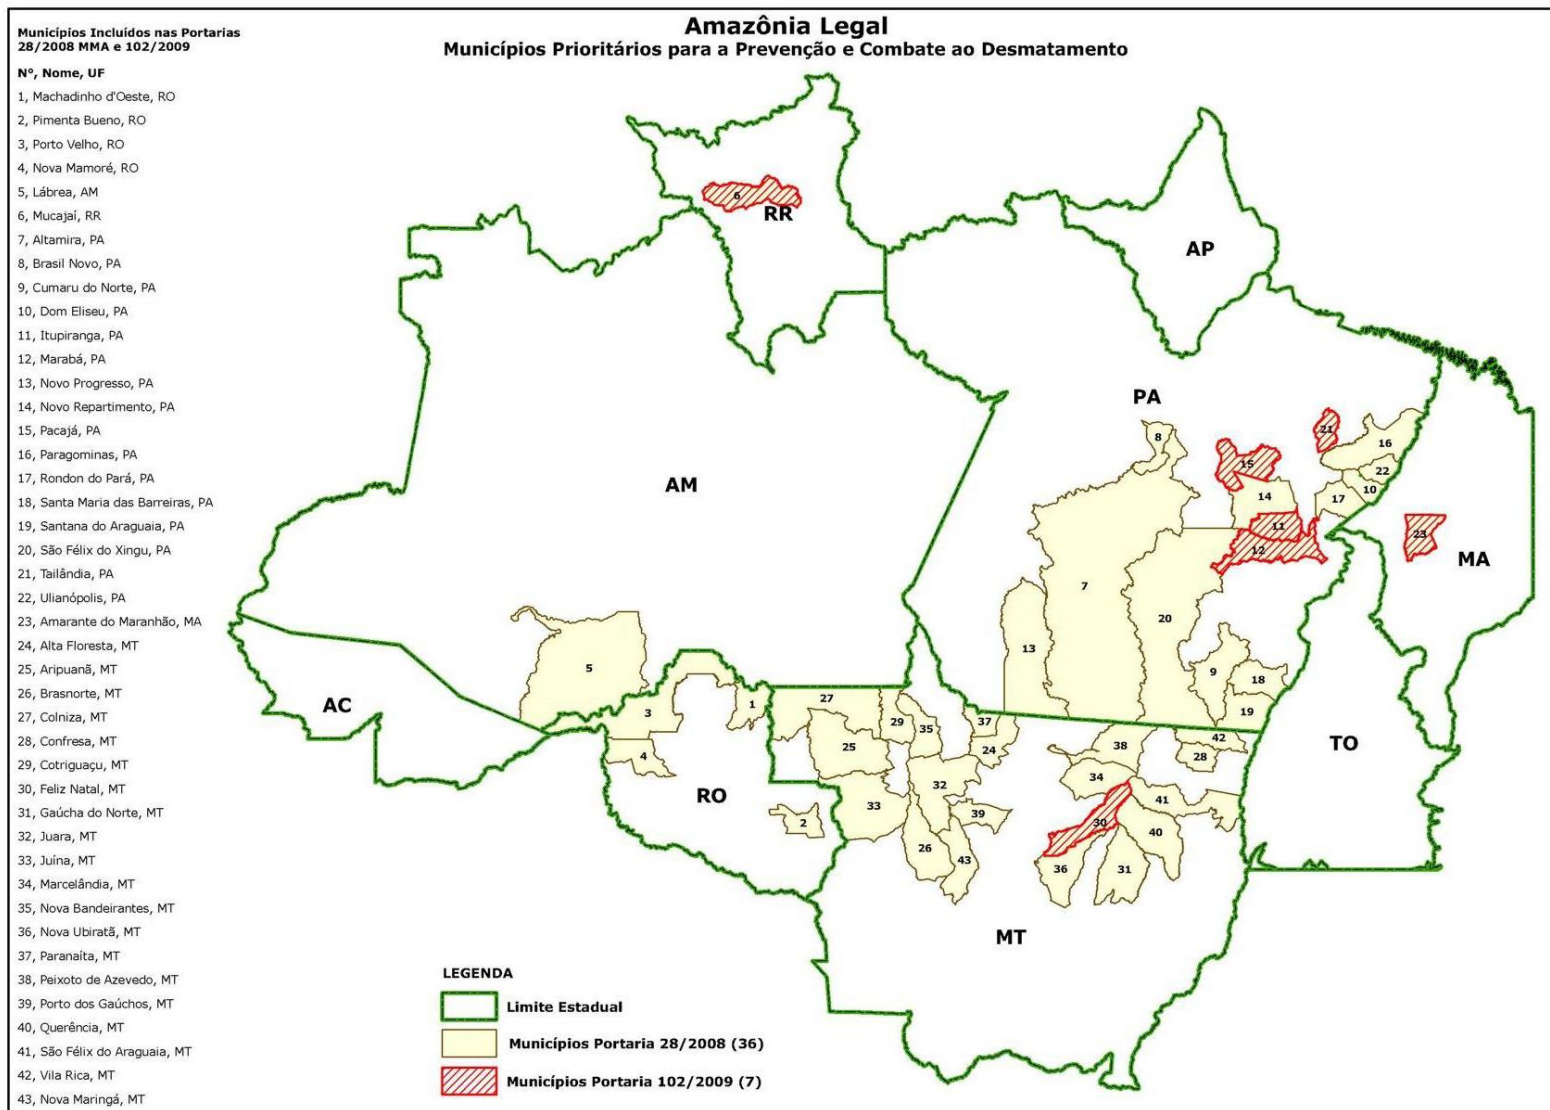 Amazônia Legal
Municípios Prioritários para a Prevenção e Combate ao Desmatamento
Municípios Incluídos nas Portarias
28/2008 MMA e 102/2009
Nº, Nome, UF
1, Machadinho d'Oeste, RO
2, Pimenta Bueno, RO
3, Porto Velho, RO
4, Nova Mamoré, RO
5, Lábrea, AM
6, Mucajaí, RR
7, Altamira, PA
8, Brasil Novo, PA
9, Cumaru do Norte, PA
10, Dom Eliseu, PA
11, Itupiranga, PA
12, Marabá, PA
13, Novo Progresso, PA
14, Novo Repartimento, PA
15, Pacajá, PA
16, Paragominas, PA
17, Rondon do Pará, PA
18, Santa Maria das Barreiras, PA
19, Santana do Araguaia, PA
20, São Félix do Xingu, PA
21, Tailândia, PA
22, Ulianópolis, PA
23, Amarante do Maranhão, MA
24, Alta Floresta, MT
25, Aripuanã, MT
26, Brasnorte, MT
27, Colniza, MT
28, Confresa, MT
29, Cotriguaçu, MT
30, Feliz Natal, MT
31, Gaúcha do Norte, MT
32, Juara, MT
33, Juína, MT
34, Marcelândia, MT
35, Nova Bandeirantes, MT
36, Nova Ubiratã, MT
37, Paranaíta, MT
38, Peixoto de Azevedo, MT
39, Porto dos Gaúchos, MT
40, Querência, MT
41, São Félix do Araguaia, MT
42, Vila Rica, MT
43, Nova Maringá, MT
6
RR
AP
PA
21
8
16
15
22
AM
10
14
17
11
23
12
MA
7
20
13
5
9
18
AC
1
27
19
3
37
29
35
42
TO
25
38
24
4
28
34
32
RO
41
33
39
2
30
40
26
43
36
31
MT
LEGENDA
Limite Estadual
Municípios Portaria 28/2008 (36)
Municípios Portaria 102/2009 (7)